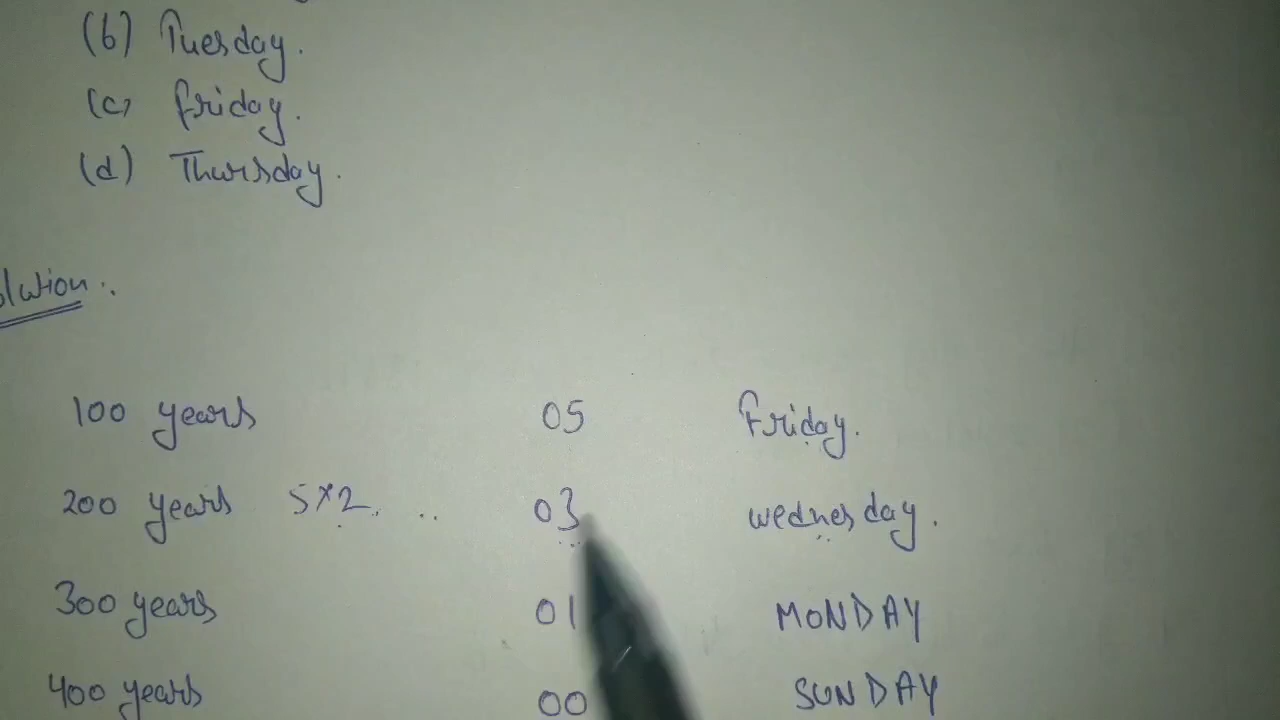 (b) Tuesday.
(c) friday.
(d) Thursday.
olution :.
100 years 05 Friday.
200 years 5×2. .. 03 wednesday.
300 years 01 MONDAY
400 years 00 SUNDAY